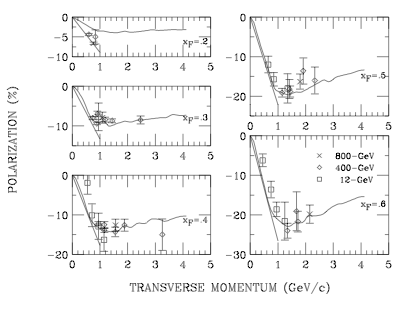 0
−5
−10
x_F=.2
0 1 2 3 4 5
0
−10
x_F=.3
0 1 2 3 4 5
0
−10
−20
x_F=.4
0 1 2 3 4 5
0
−10
−20
x_F=.5
0 1 2 3 4 5
0
−10
−20
−30
× 800-GeV
◇ 400-GeV
□ 12-GeV
x_F=.6
0 1 2 3 4 5
POLARIZATION (%)
TRANSVERSE MOMENTUM (GeV/c)